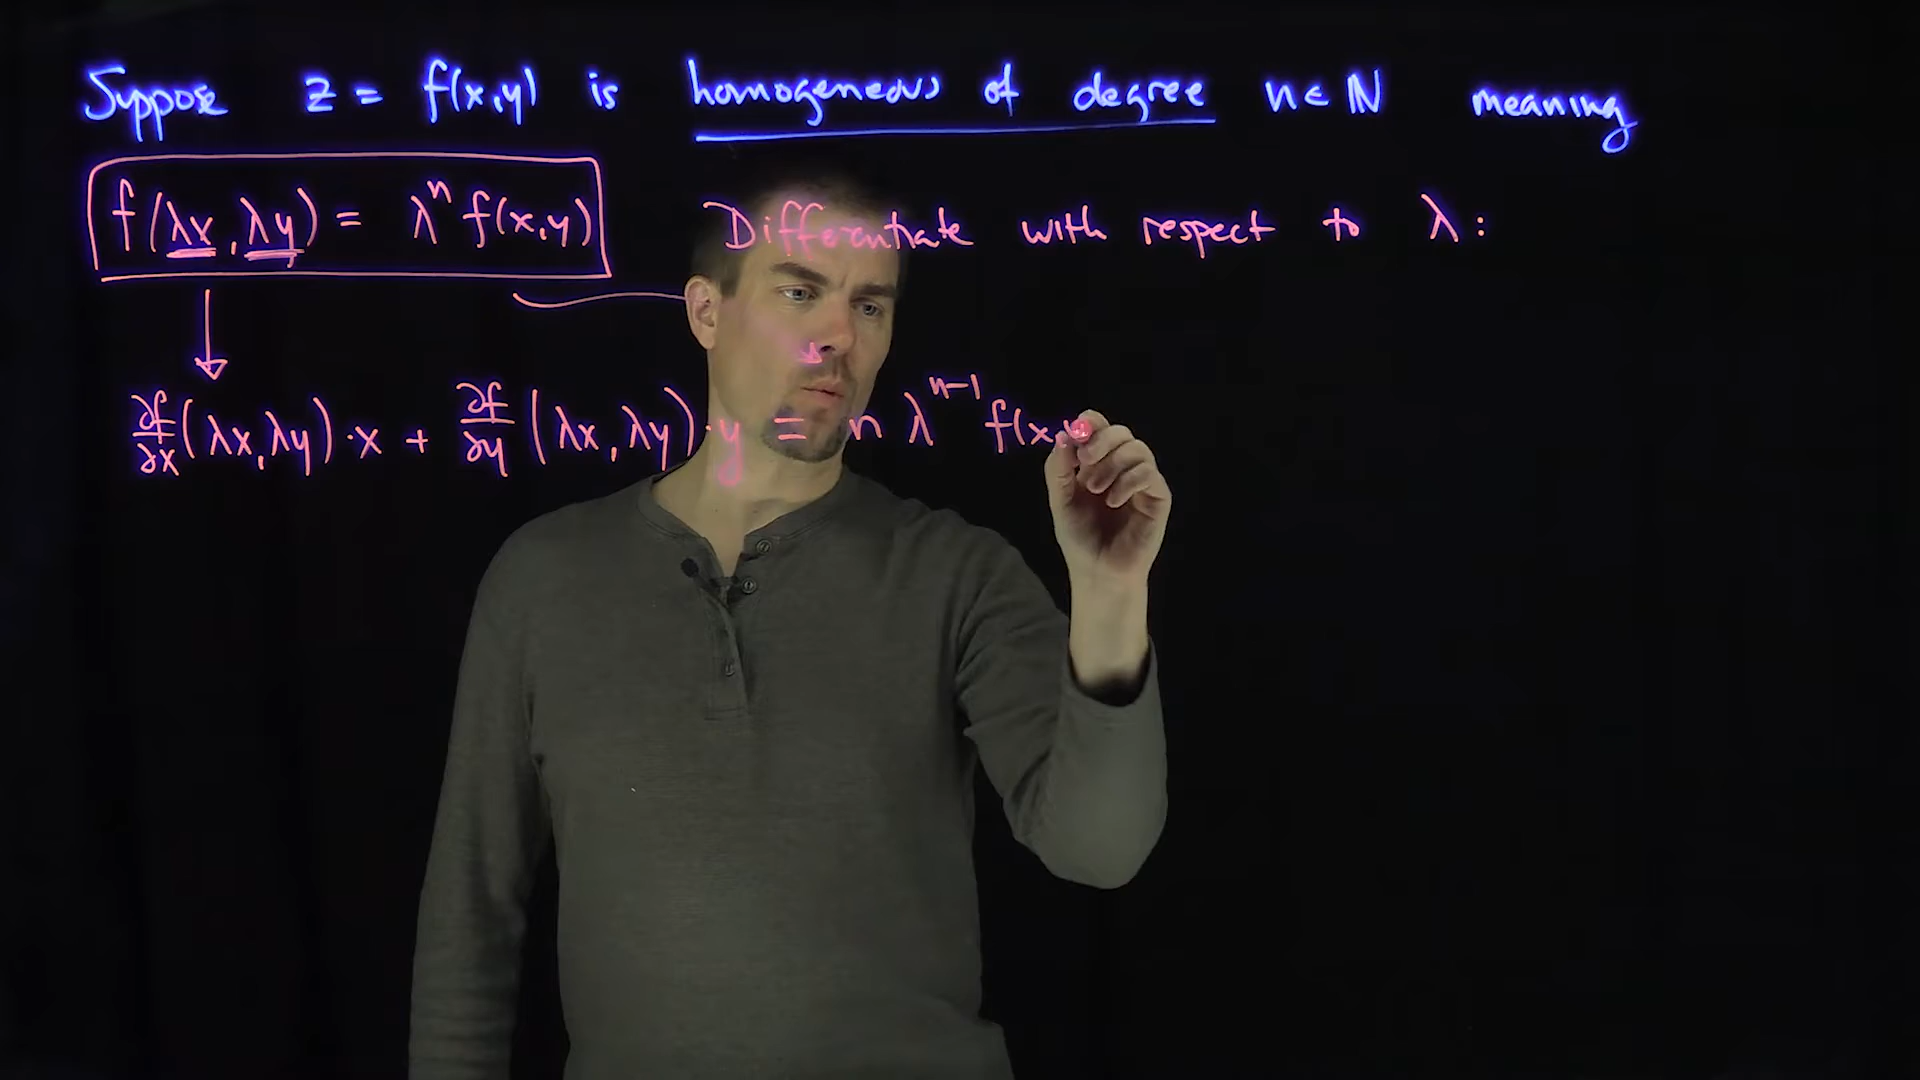 Suppose z = f(x,y) is homogeneous of degree n ∈ ℕ meaning
f(λx, λy) = λⁿ f(x,y) Differentiate with respect to λ:
∂f/∂x (λx, λy) · x + ∂f/∂y (λx, λy) · y = n λⁿ⁻¹ f(x,